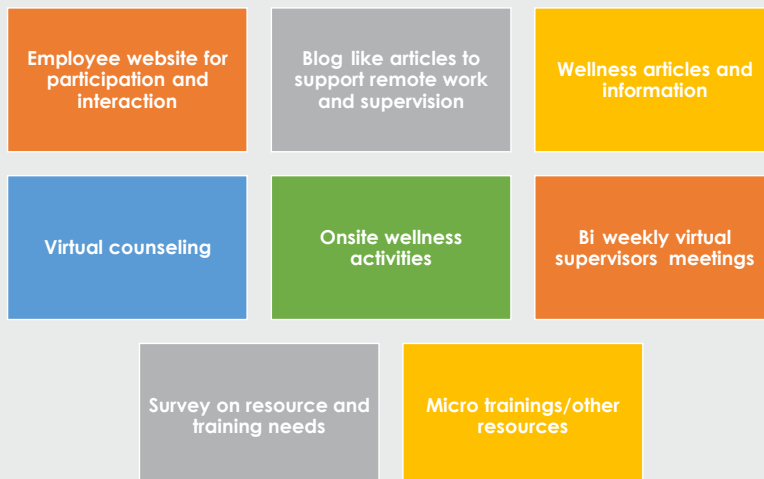 Employee website for
participation and
interaction
Blog like articles to
support remote work
and supervision
Wellness articles and
information
Virtual counseling
Onsite wellness
activities
Bi weekly virtual
supervisors meetings
Survey on resource and
training needs
Micro trainings/other
resources